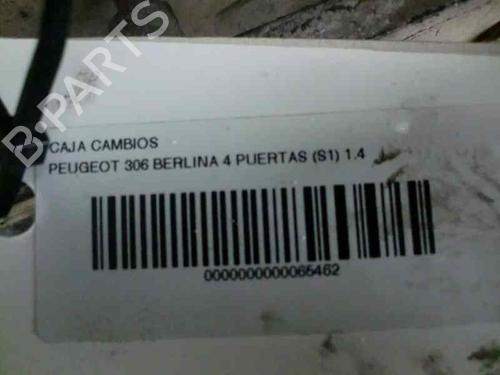 B-PARTS
CAJA CAMBIOS
PEUGEOT 306 BERLINA 4 PUERTAS (S1) 1.4
0000000000065462